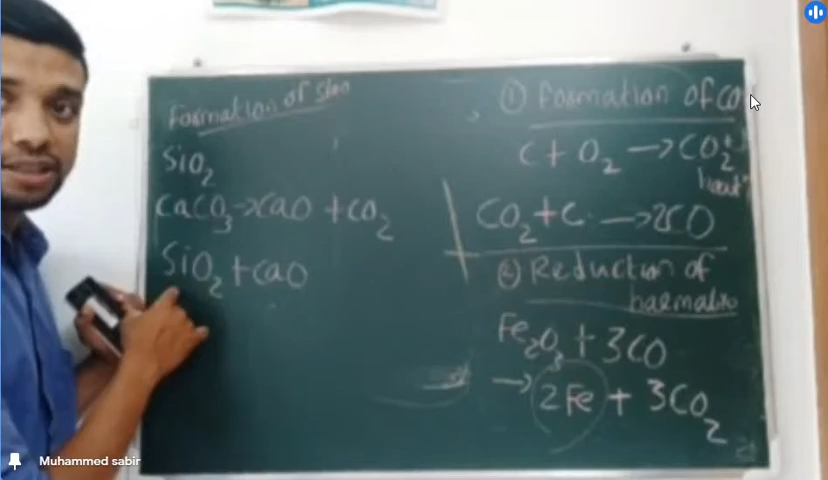 Formation of slag
SiO2
CaCO3→CaO + CO2
SiO2 + CaO
① Formation of CO
C + O2 → CO2 +
heat
CO2 + C → 2CO
② Reduction of
haematite
Fe2O3 + 3CO
→ 2Fe + 3CO2
Muhammed sabir